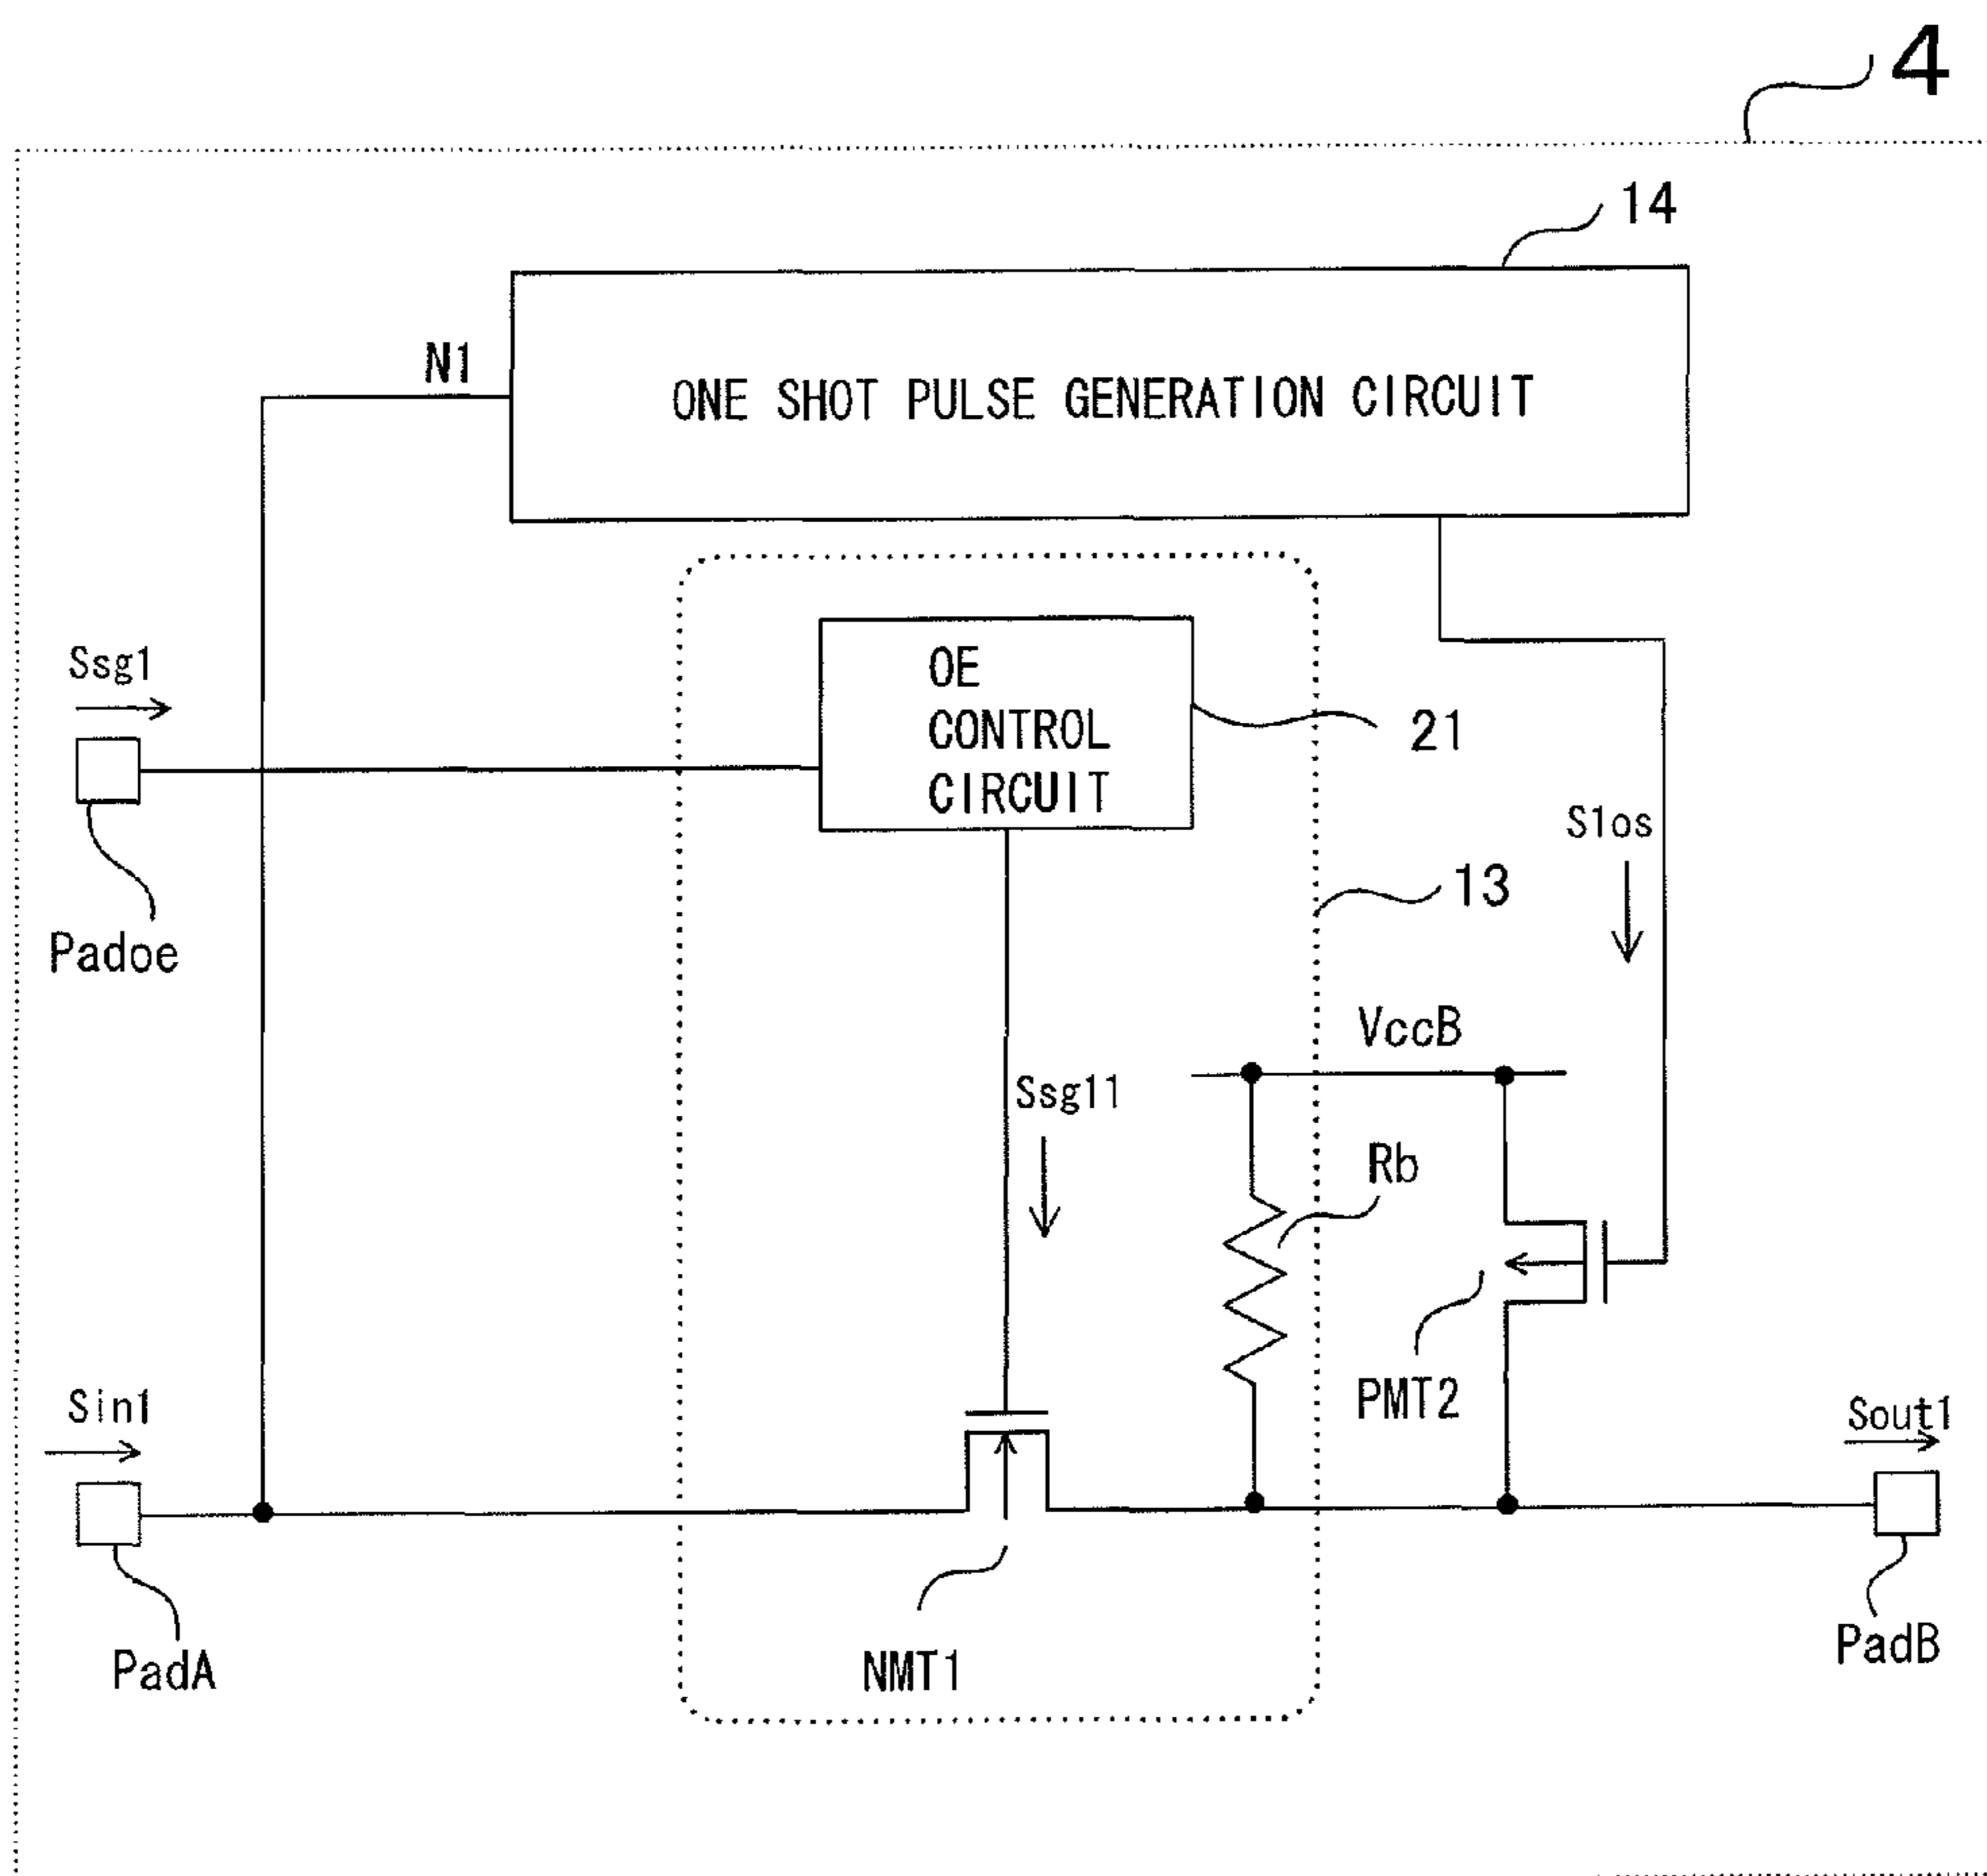 4
14
N1
ONE SHOT PULSE GENERATION CIRCUIT
Ssg1
OE
CONTROL
CIRCUIT
21
S1os
13
Padoe
VccB
Ssg11
Rb
Sin1
PMT2
Sout1
PadA
NMT1
PadB